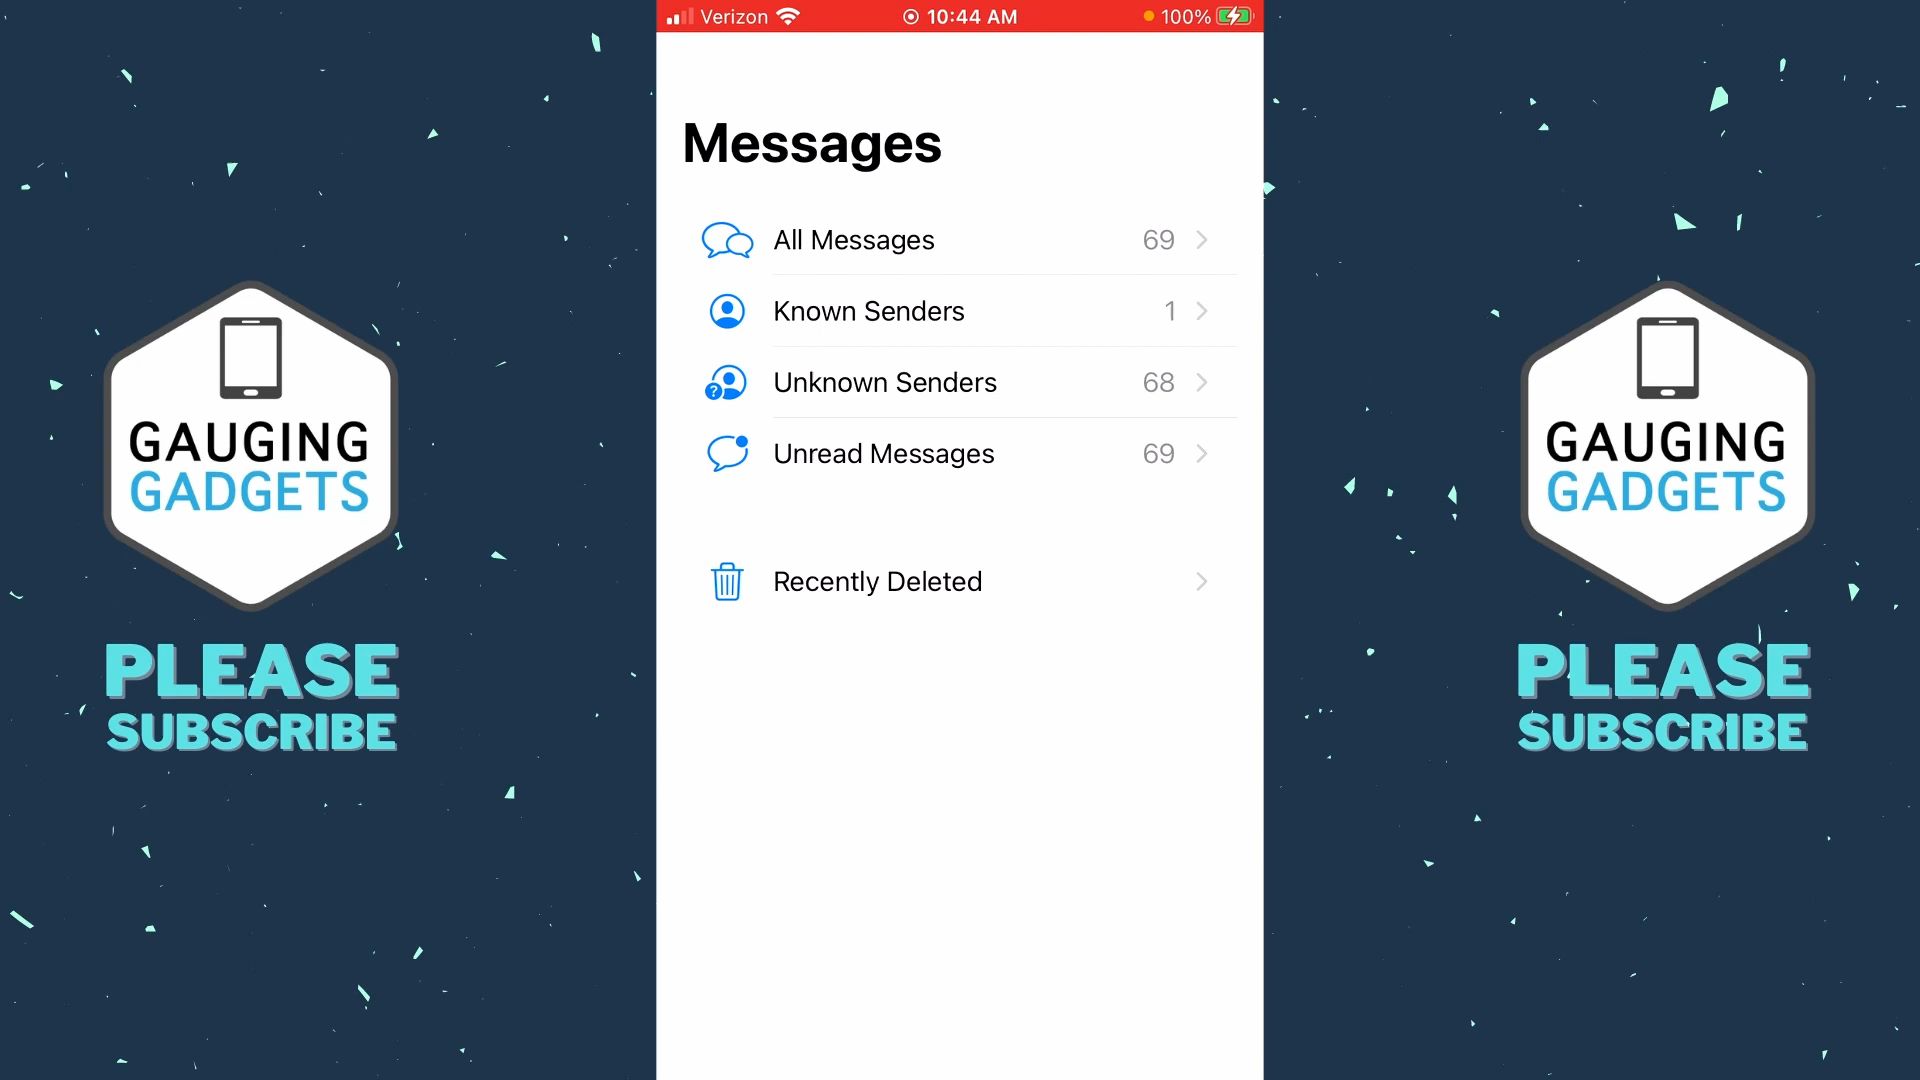 Verizon 10:44 AM 100%
Messages
All Messages 69
Known Senders 1
? Unknown Senders 68
Unread Messages 69
Recently Deleted
GAUGING
GADGETS
PLEASE
SUBSCRIBE
GAUGING
GADGETS
PLEASE
SUBSCRIBE